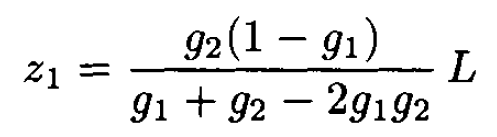 $z_1 = \frac{g_2(1 - g_1)}{g_1 + g_2 - 2g_1g_2} L$